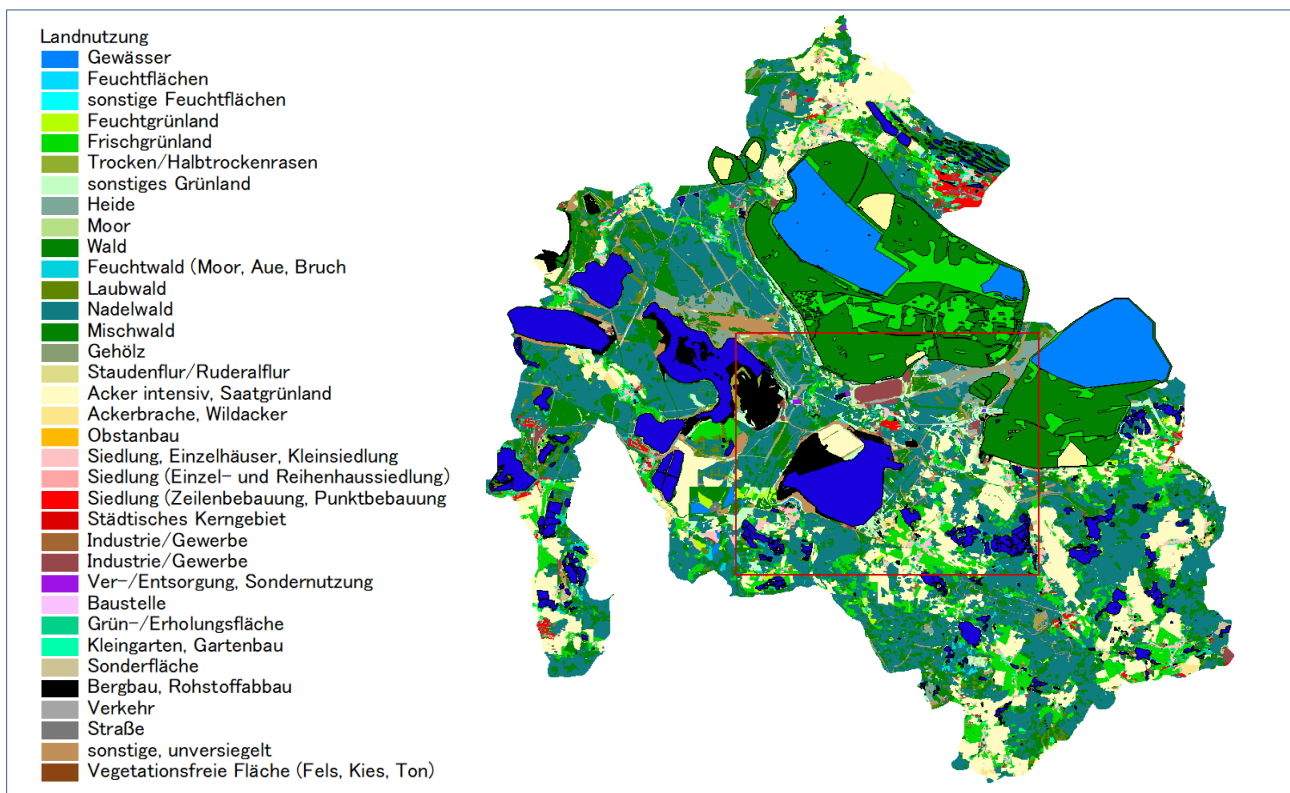 Landnutzung
Gewässer
Feuchtflächen
sonstige Feuchtflächen
Feuchtgrünland
Frischgrünland
Trocken/Halbtrockenrasen
sonstiges Grünland
Heide
Moor
Wald
Feuchtwald (Moor, Aue, Bruch
Laubwald
Nadelwald
Mischwald
Gehölz
Staudenflur/Ruderalflur
Acker intensiv, Saatgrünland
Ackerbrache, Wildacker
Obstanbau
Siedlung, Einzelhäuser, Kleinsiedlung
Siedlung (Einzel- und Reihenhaussiedlung)
Siedlung (Zeilenbebauung, Punktbebauung
Städtisches Kerngebiet
Industrie/Gewerbe
Industrie/Gewerbe
Ver-/Entsorgung, Sondernutzung
Baustelle
Grün-/Erholungsfläche
Kleingarten, Gartenbau
Sonderfläche
Bergbau, Rohstoffabbau
Verkehr
Straße
sonstige, unversiegelt
Vegetationsfreie Fläche (Fels, Kies, Ton)